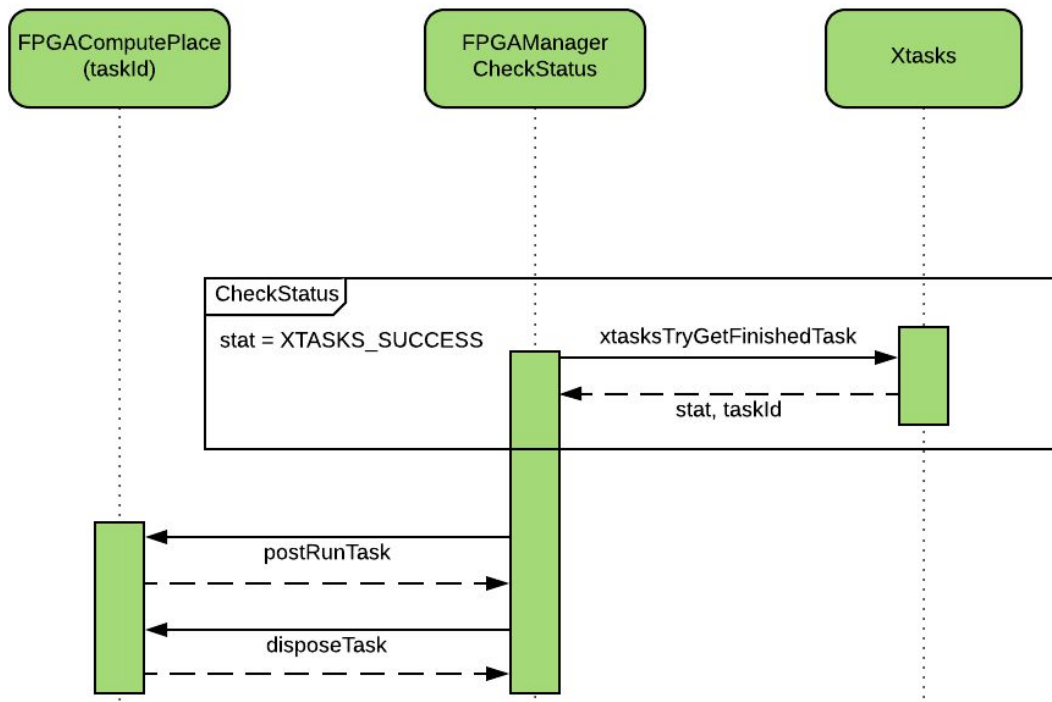 FPGAComputePlace
(taskId)
FPGAManager
CheckStatus
Xtasks
CheckStatus
stat = XTASKS_SUCCESS
xtasksTryGetFinishedTask
stat, taskId
postRunTask
disposeTask